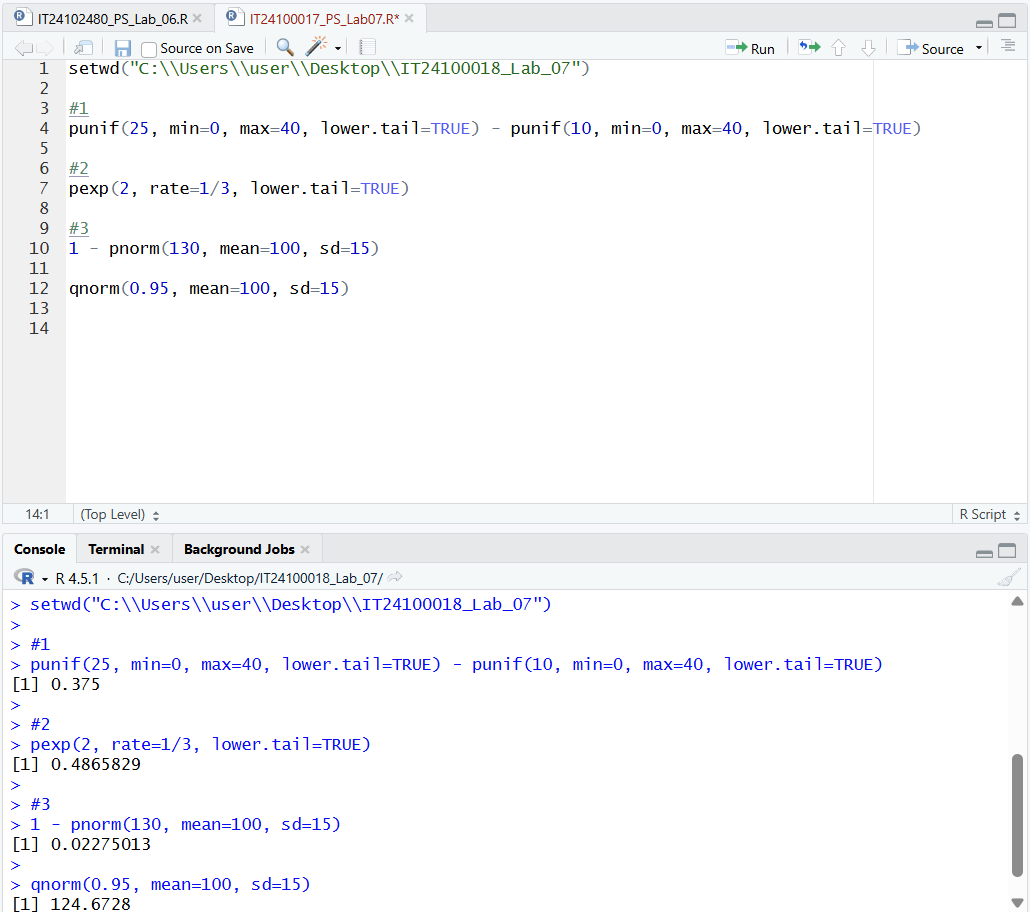 IT24102480_PS_Lab_06.R
IT24100017_PS_Lab07.R*
Source on Save
Run
Source
1 setwd("C:\\Users\\user\\Desktop\\IT24100018_Lab_07")
2
3 #1
4 punif(25, min=0, max=40, lower.tail=TRUE) - punif(10, min=0, max=40, lower.tail=TRUE)
5
6 #2
7 pexp(2, rate=1/3, lower.tail=TRUE)
8
9 #3
10 1 - pnorm(130, mean=100, sd=15)
11
12 qnorm(0.95, mean=100, sd=15)
13
14
14:1 (Top Level) R Script
Console Terminal Background Jobs
R 4.5.1 · C:/Users/user/Desktop/IT24100018_Lab_07/
> setwd("C:\\Users\\user\\Desktop\\IT24100018_Lab_07")
>
> #1
> punif(25, min=0, max=40, lower.tail=TRUE) - punif(10, min=0, max=40, lower.tail=TRUE)
[1] 0.375
>
> #2
> pexp(2, rate=1/3, lower.tail=TRUE)
[1] 0.4865829
>
> #3
> 1 - pnorm(130, mean=100, sd=15)
[1] 0.02275013
>
> qnorm(0.95, mean=100, sd=15)
[1] 124.6728